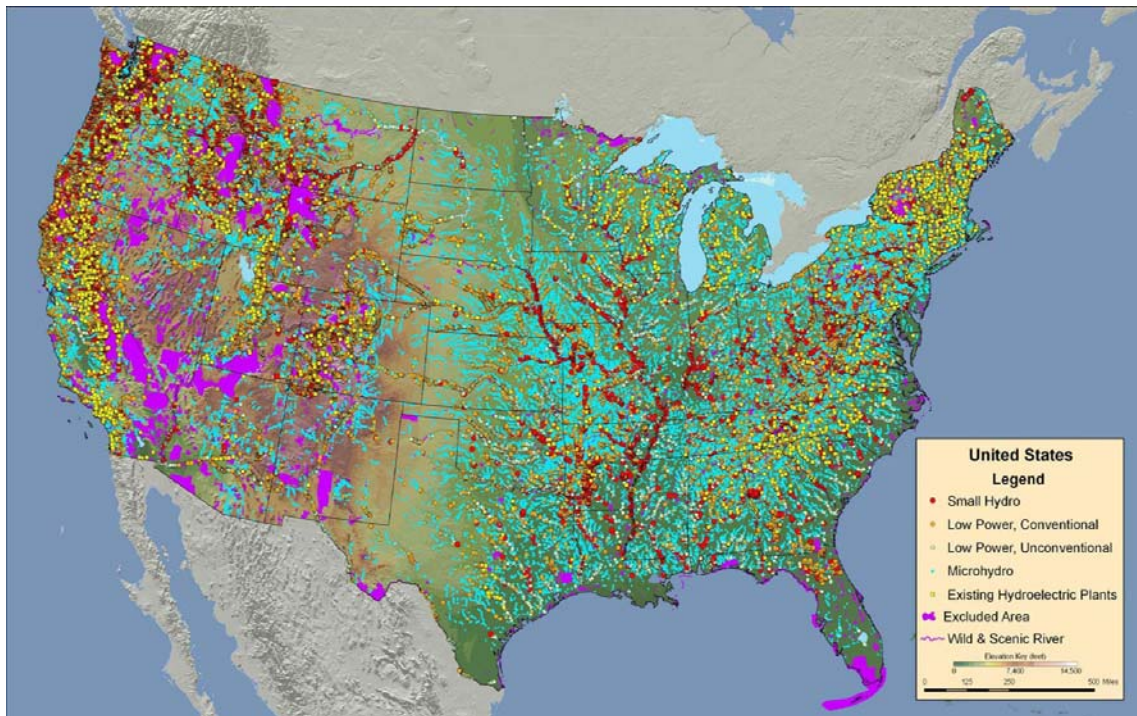 United States
Legend
Small Hydro
Low Power, Conventional
Low Power, Unconventional
Microhydro
Existing Hydroelectric Plants
Excluded Area
Wild & Scenic River
Elevation Key (feet)
7,400 14,500
0 125 250 500 Miles